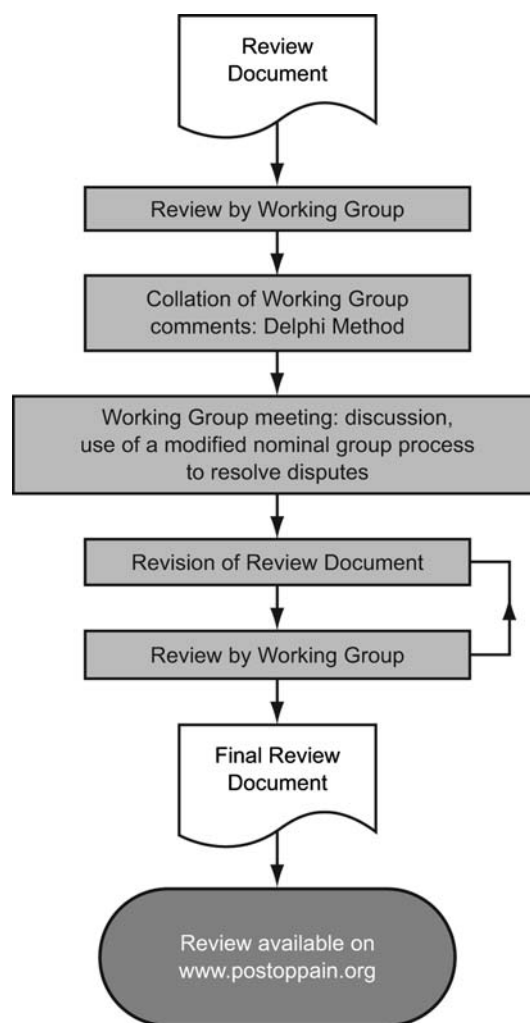 Review
Document
Review by Working Group
Collation of Working Group
comments: Delphi Method
Working Group meeting: discussion,
use of a modified nominal group process
to resolve disputes
Revision of Review Document
Review by Working Group
Final Review
Document
Review available on
www.postoppain.org